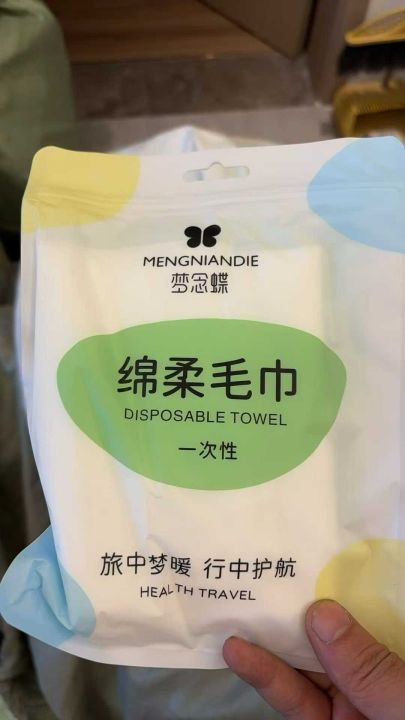 MENGNIANDIE
梦念蝶
绵柔毛巾
DISPOSABLE TOWEL
一次性
旅中梦暖 行中护航
HEALTH TRAVEL